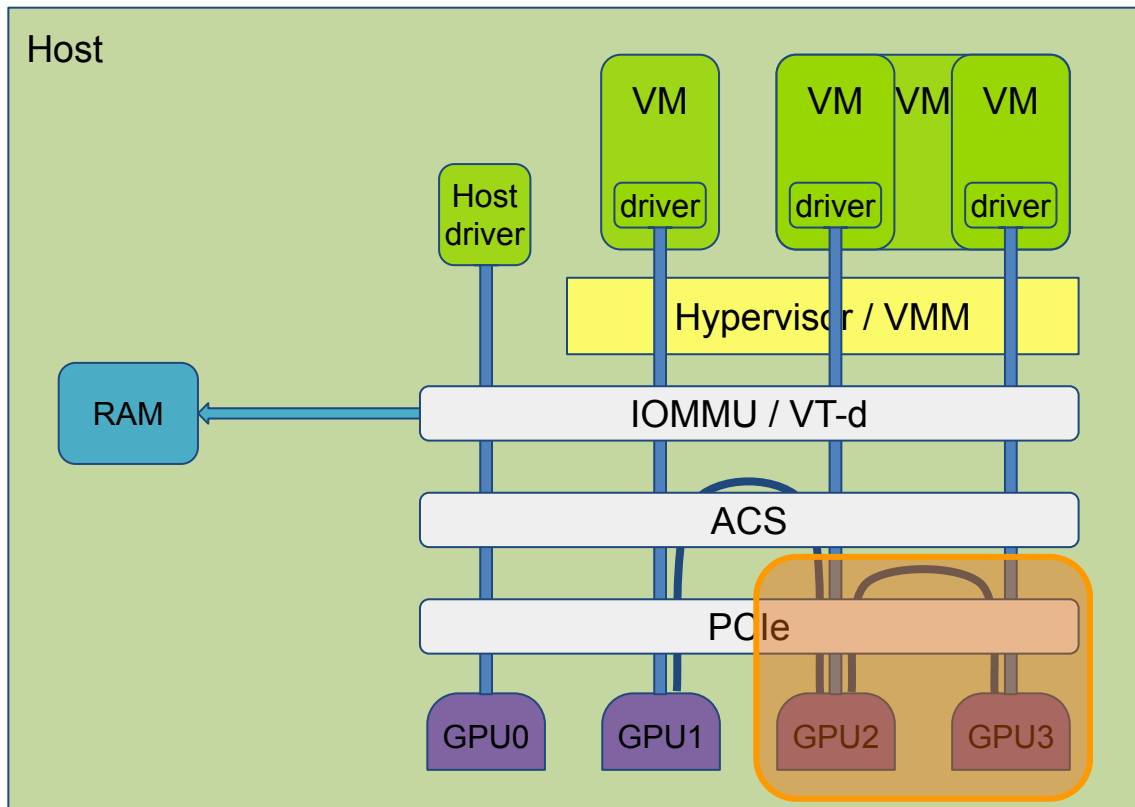 Host
VM
VM
VM
VM
Host
driver
driver
driver
driver
Hypervisor / VMM
RAM
IOMMU / VT-d
ACS
PCIe
GPU0
GPU1
GPU2
GPU3